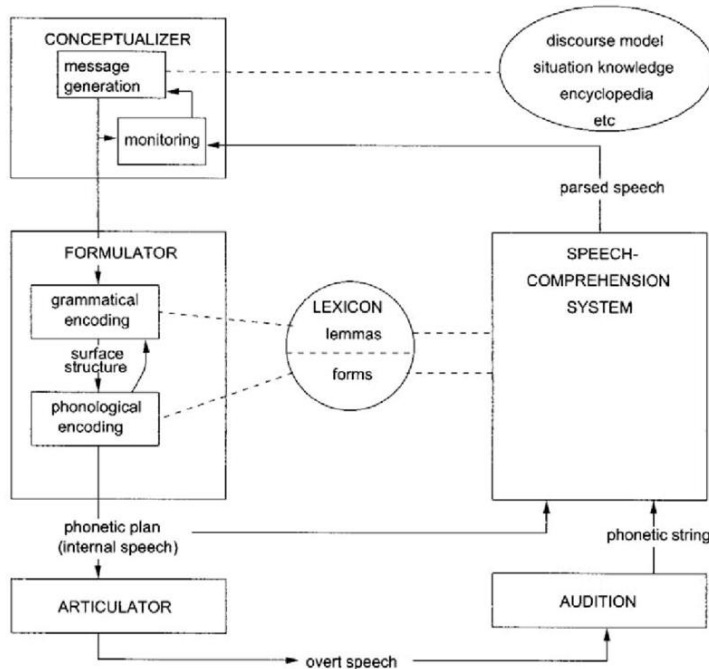 CONCEPTUALIZER
message
generation
monitoring
discourse model
situation knowledge
encyclopedia
etc
parsed speech
FORMULATOR
grammatical
encoding
surface
structure
phonological
encoding
LEXICON
lemmas
forms
SPEECH-
COMPREHENSION
SYSTEM
phonetic plan
(internal speech)
phonetic string
ARTICULATOR
AUDITION
overt speech